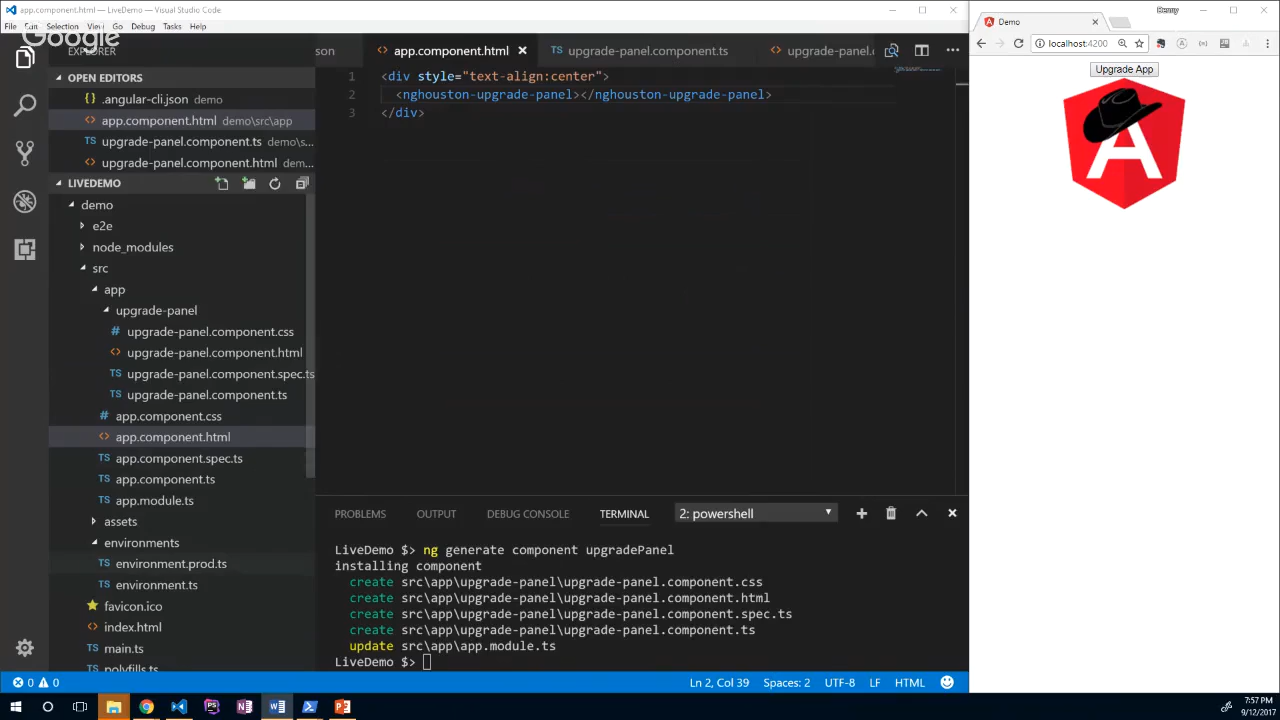 app.component.html - LiveDemo - Visual Studio Code
File Run Selection View Go Debug Tasks Help
Google
EXPLORER
OPEN EDITORS
.angular-cli.json demo
app.component.html demo\src\app
upgrade-panel.component.ts demo\s...
upgrade-panel.component.html dem...
LIVEDEMO
demo
e2e
node_modules
src
app
upgrade-panel
upgrade-panel.component.css
upgrade-panel.component.html
upgrade-panel.component.spec.ts
upgrade-panel.component.ts
app.component.css
app.component.html
app.component.spec.ts
app.component.ts
app.module.ts
assets
environments
environment.prod.ts
environment.ts
favicon.ico
index.html
main.ts
polyfills.ts
son app.component.html upgrade-panel.component.ts upgrade-panel.c
1 <div style="text-align:center">
2 <nghouston-upgrade-panel></nghouston-upgrade-panel>
3 </div>
PROBLEMS OUTPUT DEBUG CONSOLE TERMINAL 2: powershell
LiveDemo $> ng generate component upgradePanel
installing component
create src\app\upgrade-panel\upgrade-panel.component.css
create src\app\upgrade-panel\upgrade-panel.component.html
create src\app\upgrade-panel\upgrade-panel.component.spec.ts
create src\app\upgrade-panel\upgrade-panel.component.ts
update src\app\app.module.ts
LiveDemo $>
0 0 Ln 2, Col 39 Spaces: 2 UTF-8 LF HTML
Demo
localhost:4200
Upgrade App
A
7:57 PM
9/12/2017